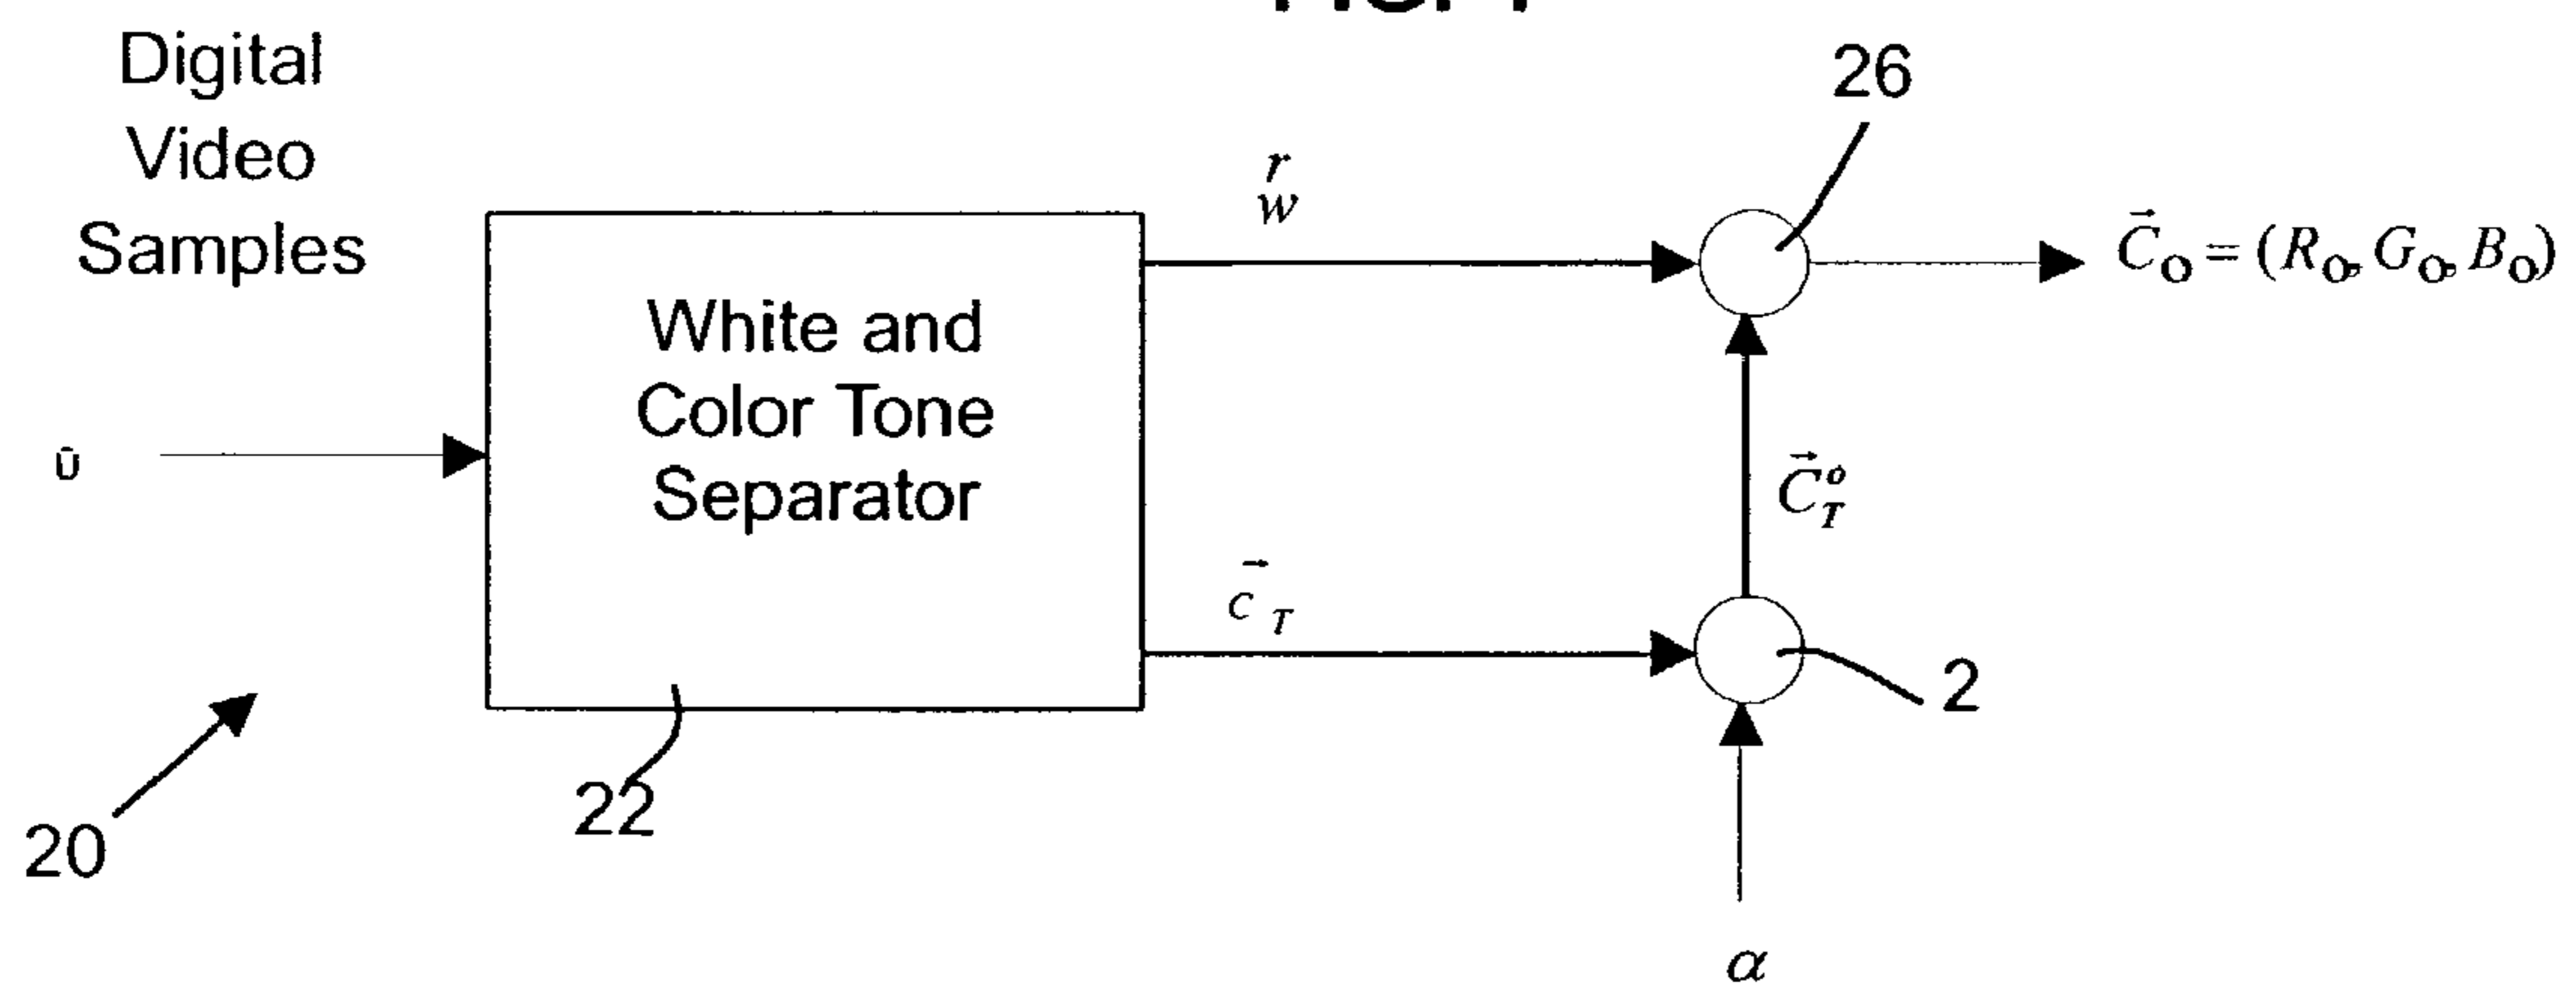 Digital
Video
Samples
26
r
w
C⃗o = (Ro, Go, Bo)
White and
Color Tone
Separator
ū
C⃗ᵒT
c⃗ T
2
22
20
α